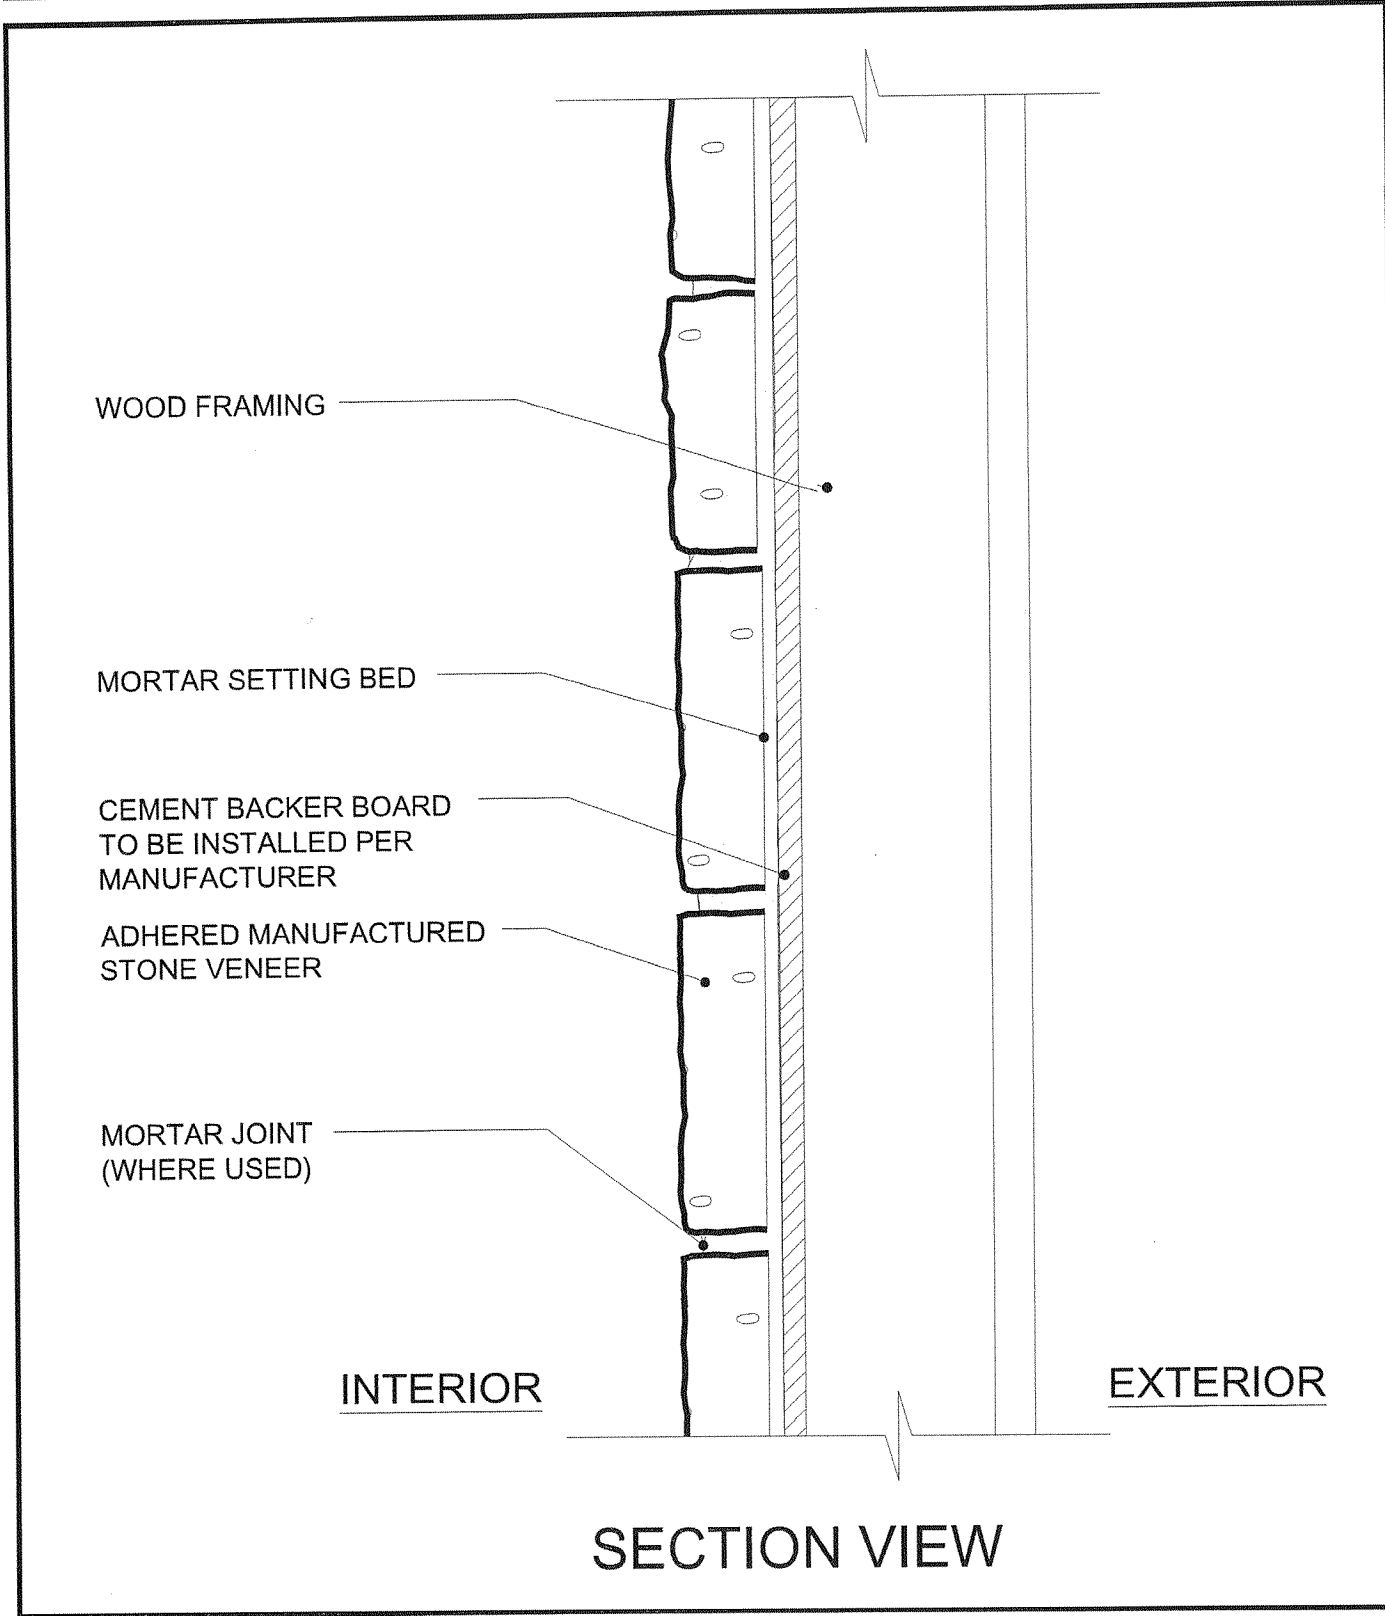 WOOD FRAMING
MORTAR SETTING BED
CEMENT BACKER BOARD
TO BE INSTALLED PER
MANUFACTURER
ADHERED MANUFACTURED
STONE VENEER
MORTAR JOINT
(WHERE USED)
INTERIOR
EXTERIOR
SECTION VIEW